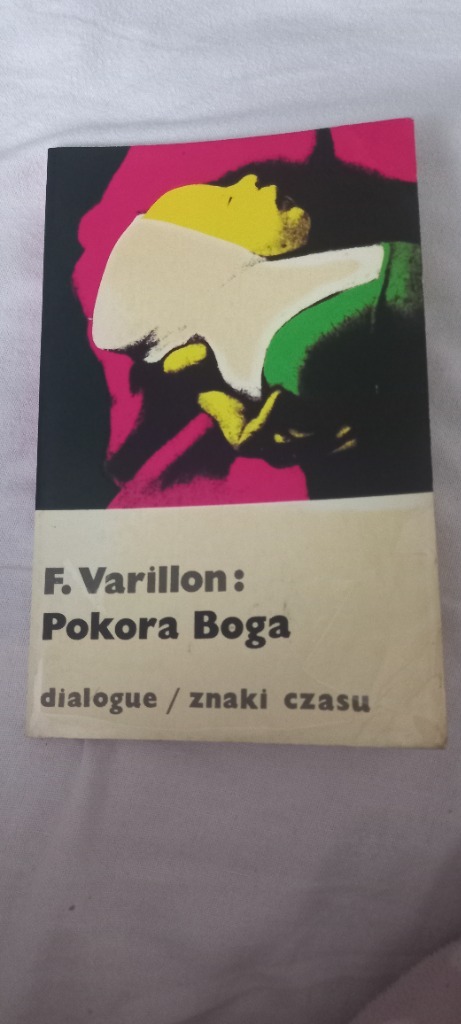 F. Varillon:
Pokora Boga
dialogue / znaki czasu